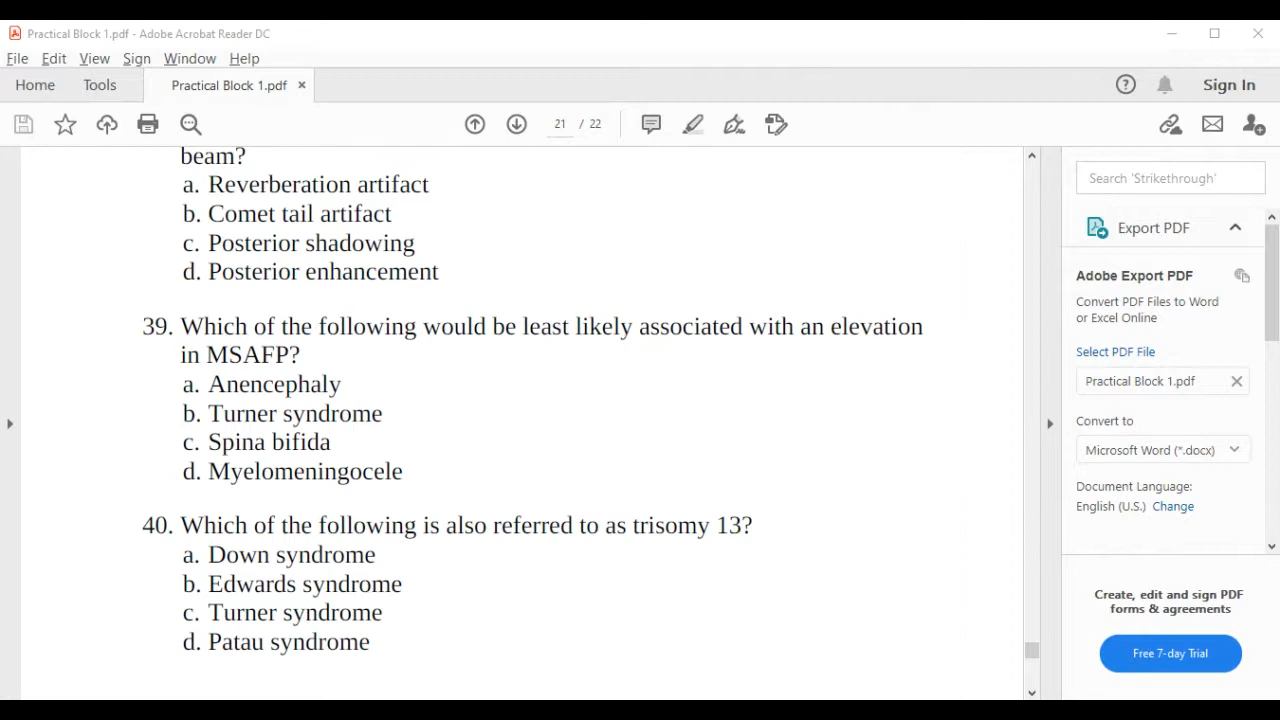 Practical Block 1.pdf - Adobe Acrobat Reader DC
File Edit View Sign Window Help
Home Tools Practical Block 1.pdf × Sign In
21 / 22
beam?
a. Reverberation artifact
b. Comet tail artifact
c. Posterior shadowing
d. Posterior enhancement
39. Which of the following would be least likely associated with an elevation
in MSAFP?
a. Anencephaly
b. Turner syndrome
c. Spina bifida
d. Myelomeningocele
40. Which of the following is also referred to as trisomy 13?
a. Down syndrome
b. Edwards syndrome
c. Turner syndrome
d. Patau syndrome
Search 'Strikethrough'
Export PDF
Adobe Export PDF
Convert PDF Files to Word
or Excel Online
Select PDF File
Practical Block 1.pdf
Convert to
Microsoft Word (*.docx)
Document Language:
English (U.S.) Change
Create, edit and sign PDF
forms & agreements
Free 7-day Trial